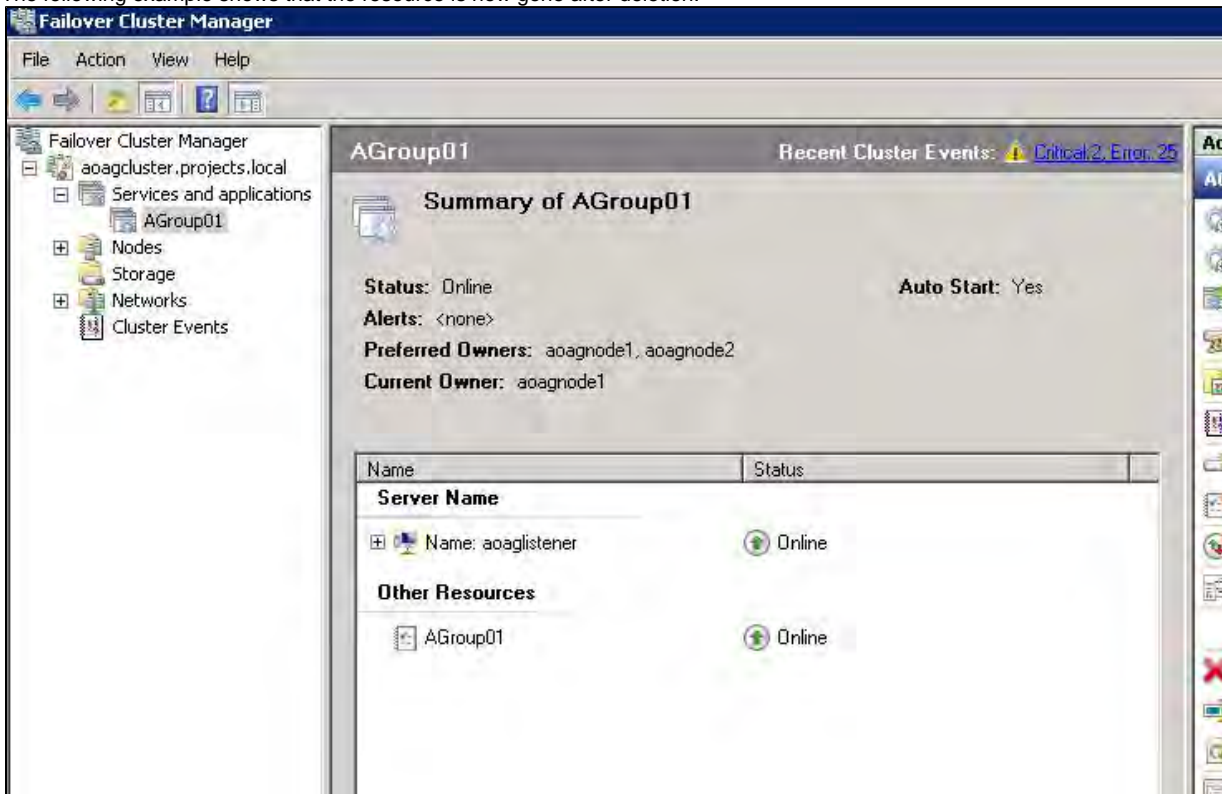 The following example shows that the resource is now gone after deletion.
Failover Cluster Manager
File Action View Help
Failover Cluster Manager
aoagcluster.projects.local
Services and applications
AGroup01
Nodes
Storage
Networks
Cluster Events
AGroup01 Recent Cluster Events: Critical:2, Error: 25
Summary of AGroup01
Status: Online Auto Start: Yes
Alerts: <none>
Preferred Owners: aoagnode1, aoagnode2
Current Owner: aoagnode1
Name Status
Server Name
Name: aoaglistener Online
Other Resources
AGroup01 Online